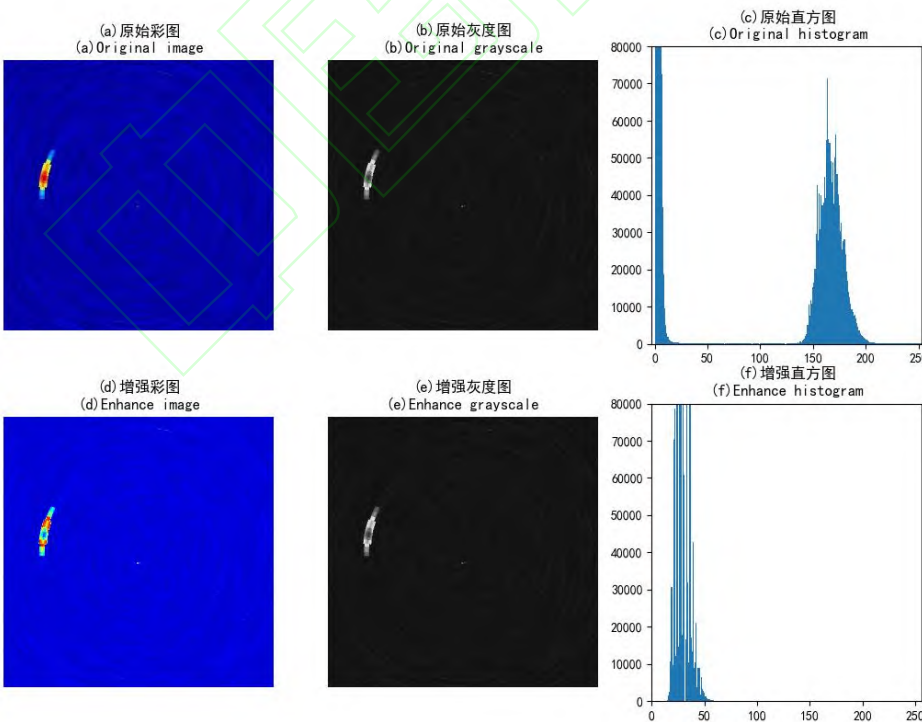 (a)原始彩图
(a)Original image
(b)原始灰度图
(b)Original grayscale
(c)原始直方图
(c)Original histogram
80000
70000
60000
50000
40000
30000
20000
10000
0
0 50 100 150 200 250
(d)增强彩图
(d)Enhance image
(e)增强灰度图
(e)Enhance grayscale
(f)增强直方图
(f)Enhance histogram
80000
70000
60000
50000
40000
30000
20000
10000
0
0 50 100 150 200 250